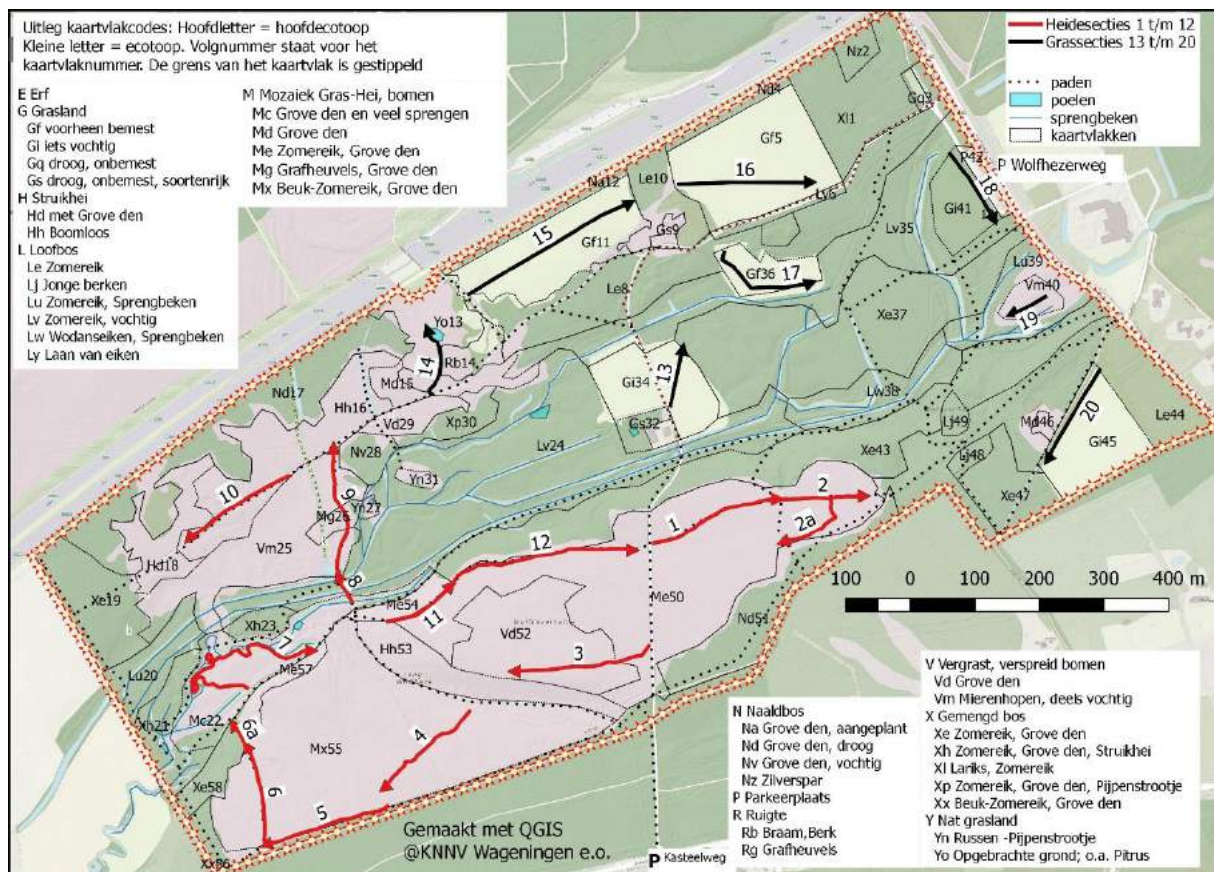 Uitleg kaartvlakcodes: Hoofdletter = hoofdecotoop
Kleine letter = ecotoop. Volgnummer staat voor het
kaartvlaknummer. De grens van het kaartvlak is gestippeld
E Erf
G Grasland
Gf voorheen bemest
Gi iets vochtig
Gq droog, onbemest
Gs droog, onbemest, soortenrijk
H Struikhei
Hd met Grove den
Hh Boomloos
L Loofbos
Le Zomereik
Lj Jonge berken
Lu Zomereik, Sprengbeken
Lv Zomereik, vochtig
Lw Wodanseiken, Sprengbeken
Ly Laan van eiken
M Mozaiek Gras-Hei, bomen
Mc Grove den en veel sprengen
Md Grove den
Me Zomereik, Grove den
Mg Grafheuvels, Grove den
Mx Beuk-Zomereik, Grove den
Heidesecties 1 t/m 12
Grassecties 13 t/m 20
paden
poelen
sprengbeken
kaartvlakken
P Wolfhezerweg
Nz2
Nd4
Gq3
Xl1
Gf5
P42
18
Le10
16
Na12
Ly6
Gi41
15
Gs9
Gf11
Lv35
Lu39
Gf36
17
Le8
Vm40
19
Yo13
Xe37
14
Rb14
Md15
Gi34
13
Nd17
Hh16
Lw38
Vd29
Xp30
Gs32
Lj49
Md46
20
Le44
Lv24
Gi45
Nv28
Xe43
Lj48
Yn31
10
9
Yn27
Xe47
2
Mg26
1
2a
Vm25
12
Hd18
100 0 100 200 300 400 m
8
Me54
Me50
Xe19
11
Nd51
Xh23
7
Vd52
Hh53
3
Me57
Lu20
Mc22
Xh21
6a
Mx55
4
Xe58
6
5
Xx56
Gemaakt met QGIS
@KNNV Wageningen e.o.
P Kasteelweg
N Naaldbos
Na Grove den, aangeplant
Nd Grove den, droog
Nv Grove den, vochtig
Nz Zilverspar
P Parkeerplaats
R Ruigte
Rb Braam,Berk
Rg Grafheuvels
V Vergrast, verspreid bomen
Vd Grove den
Vm Mierenhopen, deels vochtig
X Gemengd bos
Xe Zomereik, Grove den
Xh Zomereik, Grove den, Struikhei
Xl Lariks, Zomereik
Xp Zomereik, Grove den, Pijpenstrootje
Xx Beuk-Zomereik, Grove den
Y Nat grasland
Yn Russen -Pijpenstrootje
Yo Opgebrachte grond; o.a. Pitrus